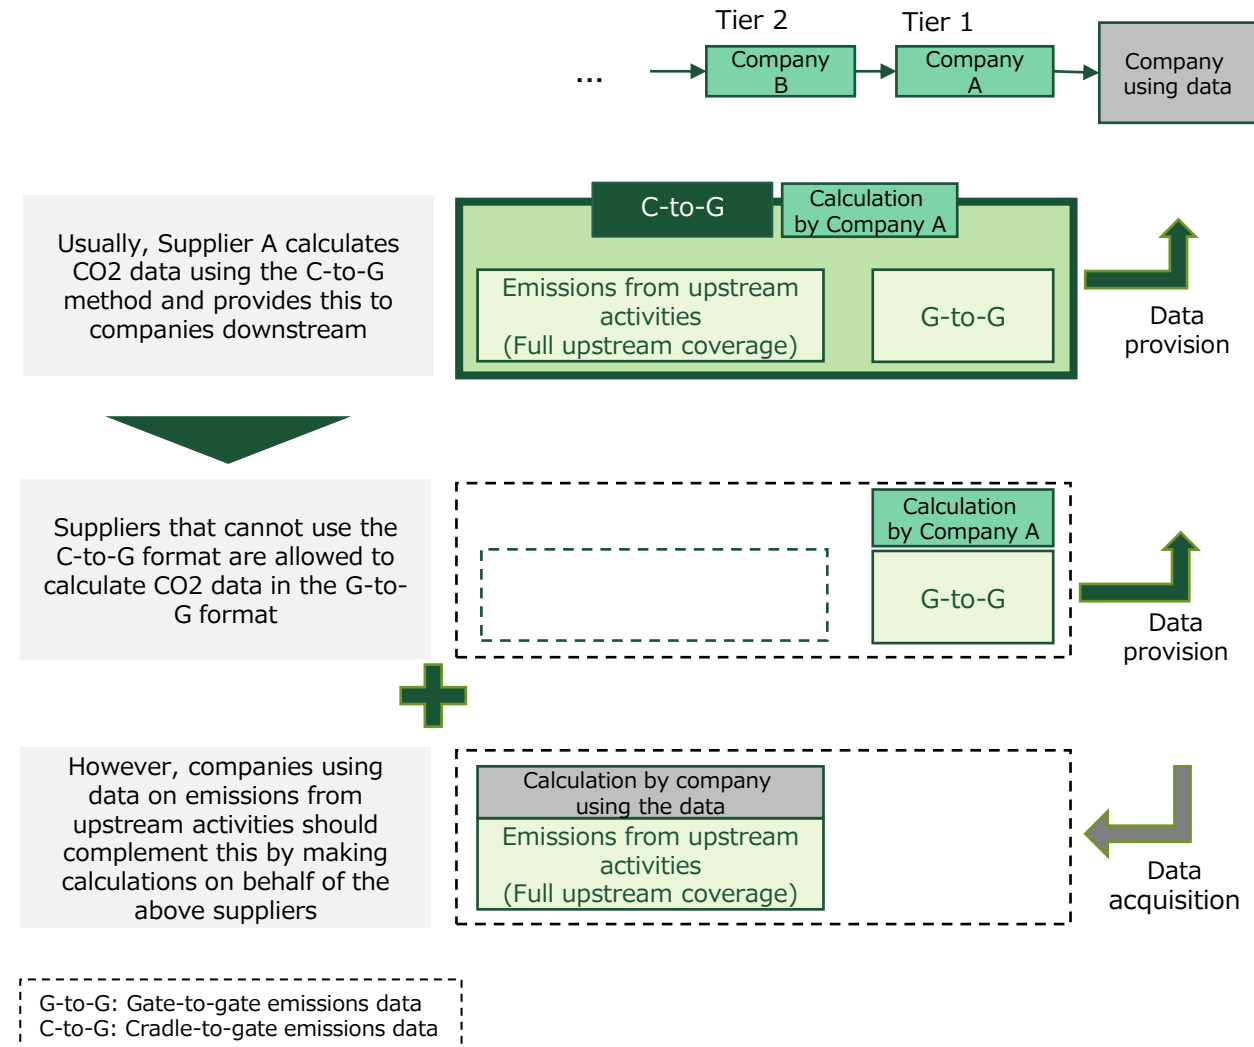 Tier 2
Tier 1
...
Company
B
Company
A
Company
using data
Usually, Supplier A calculates
CO2 data using the C-to-G
method and provides this to
companies downstream
C-to-G
Calculation
by Company A
Emissions from upstream
activities
(Full upstream coverage)
G-to-G
Data
provision
Suppliers that cannot use the
C-to-G format are allowed to
calculate CO2 data in the G-to-
G format
Calculation
by Company A
G-to-G
Data
provision
However, companies using
data on emissions from
upstream activities should
complement this by making
calculations on behalf of the
above suppliers
Calculation by company
using the data
Emissions from upstream
activities
(Full upstream coverage)
Data
acquisition
G-to-G: Gate-to-gate emissions data
C-to-G: Cradle-to-gate emissions data